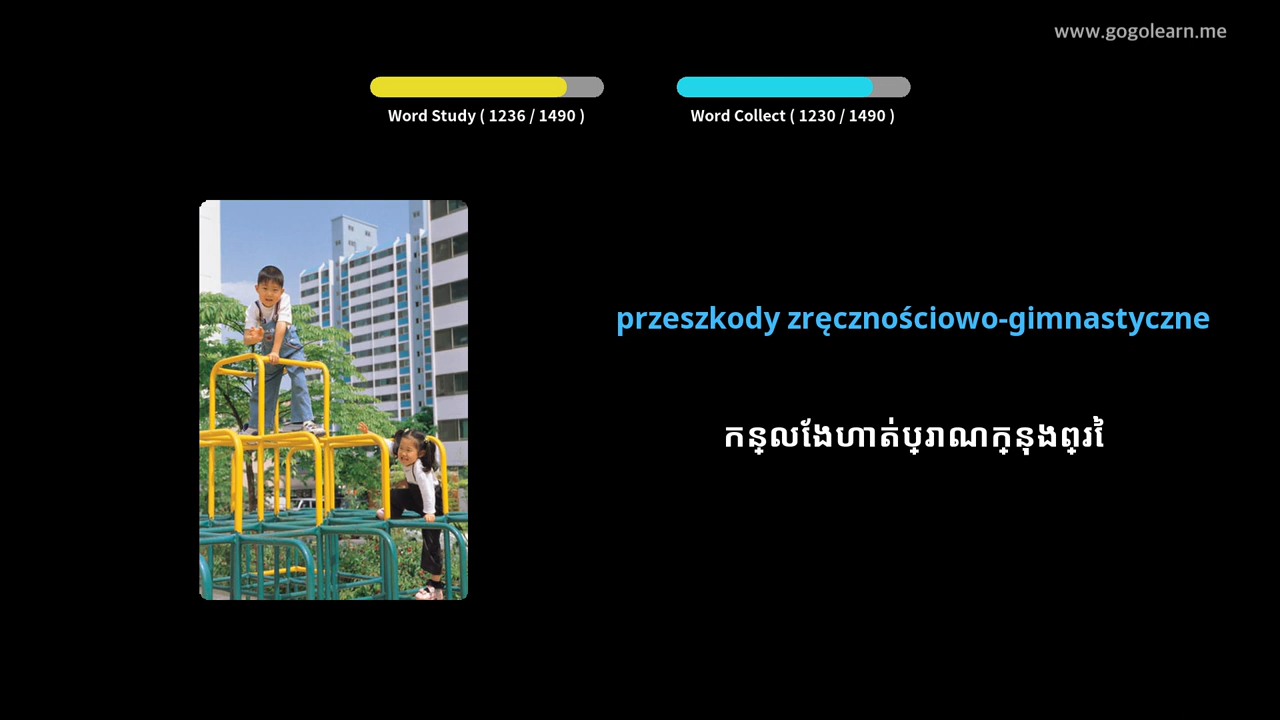 www.gogolearn.me
Word Study ( 1236 / 1490 )
Word Collect ( 1230 / 1490 )
przeszkody zręcznościowo-gimnastyczne
កន្លងែហាត់ប្រាណក្នុងព្រៃ